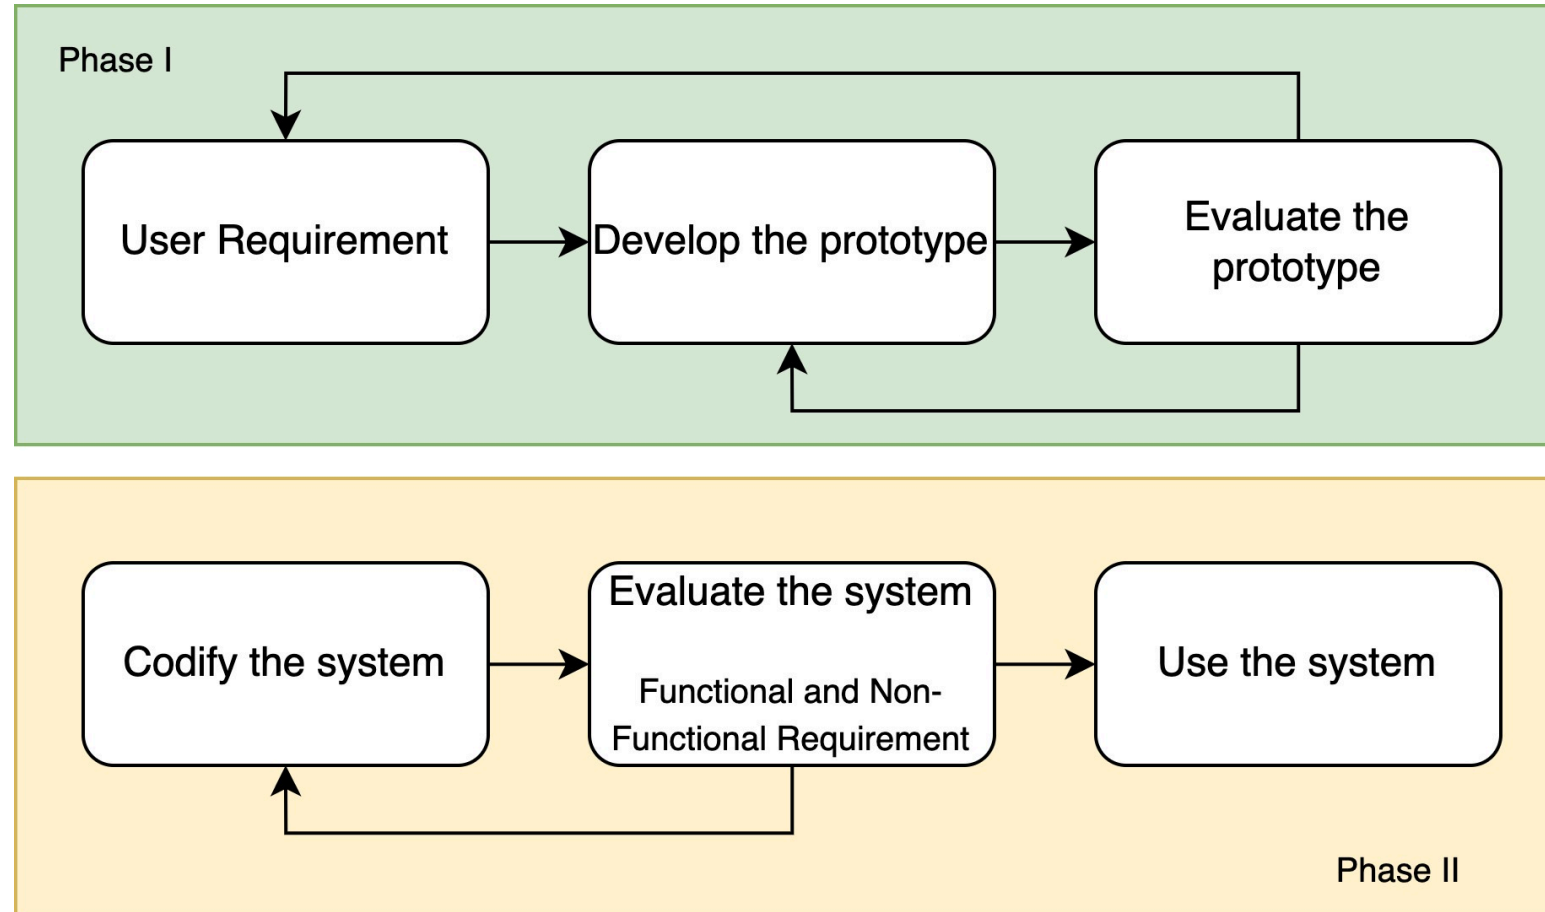 Phase I
User Requirement
Develop the prototype
Evaluate the
prototype
Codify the system
Evaluate the system
Functional and Non-
Functional Requirement
Use the system
Phase II